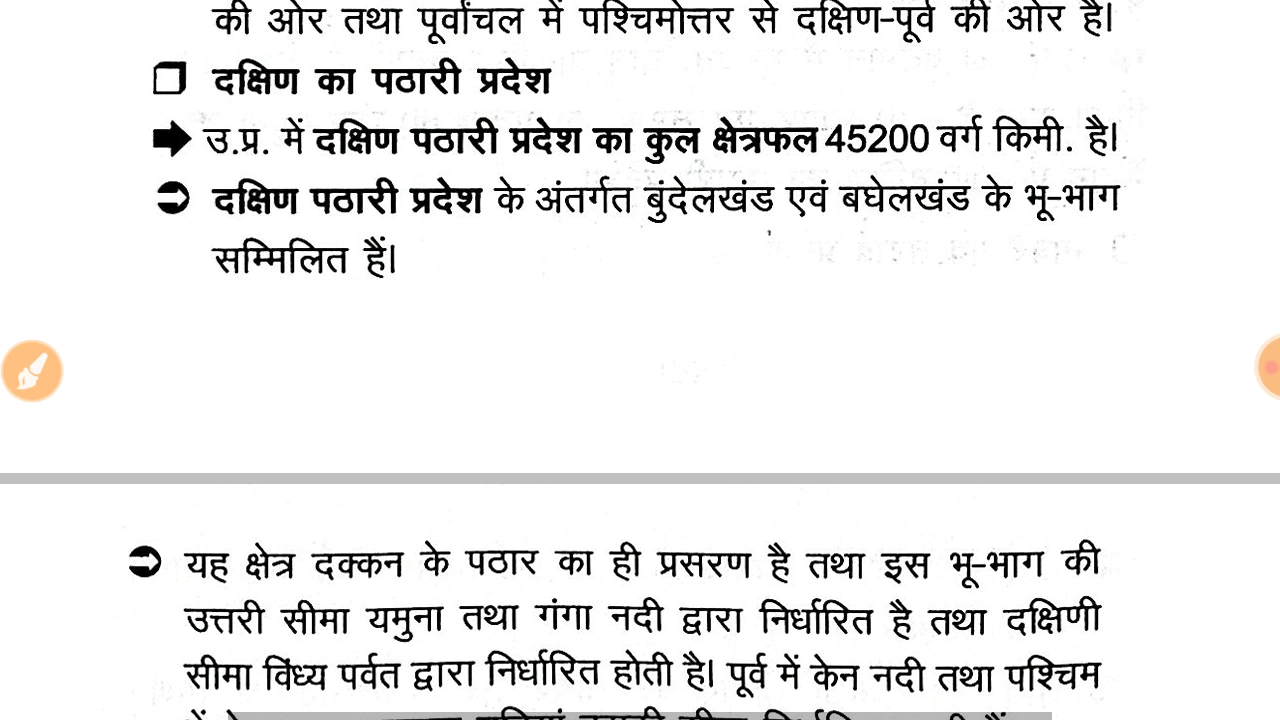 की ओर तथा पूर्वांचल में पश्चिमोत्तर से दक्षिण-पूर्व की ओर है।
दक्षिण का पठारी प्रदेश
उ.प्र. में दक्षिण पठारी प्रदेश का कुल क्षेत्रफल 45200 वर्ग किमी. है।
दक्षिण पठारी प्रदेश के अंतर्गत बुंदेलखंड एवं बघेलखंड के भू-भाग
सम्मिलित हैं।
यह क्षेत्र दक्कन के पठार का ही प्रसरण है तथा इस भू-भाग की
उत्तरी सीमा यमुना तथा गंगा नदी द्वारा निर्धारित है तथा दक्षिणी
सीमा विंध्य पर्वत द्वारा निर्धारित होती है। पूर्व में केन नदी तथा पश्चिम